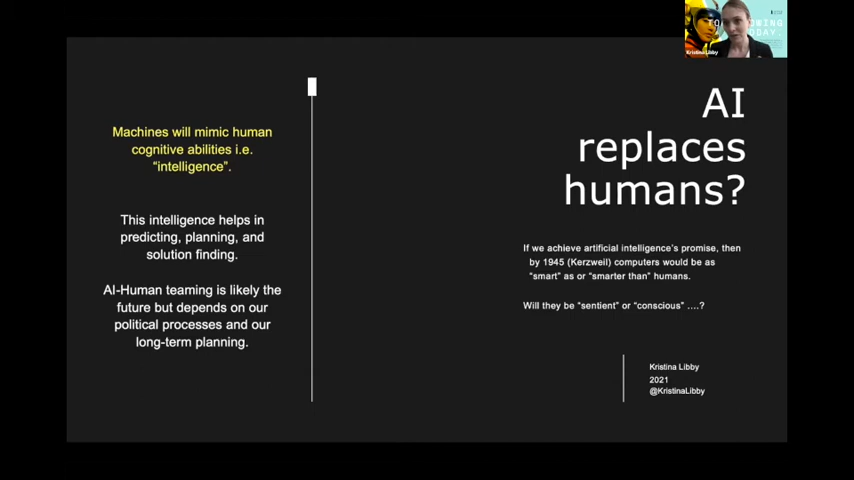 Machines will mimic human
cognitive abilities i.e.
“intelligence”.
This intelligence helps in
predicting, planning, and
solution finding.
AI-Human teaming is likely the
future but depends on our
political processes and our
long-term planning.
AI
replaces
humans?
If we achieve artificial intelligence’s promise, then
by 1945 (Kerzweil) computers would be as
“smart” as or “smarter than” humans.
Will they be “sentient” or “conscious” ....?
Kristina Libby
2021
@KristinaLibby
Kristina Libby